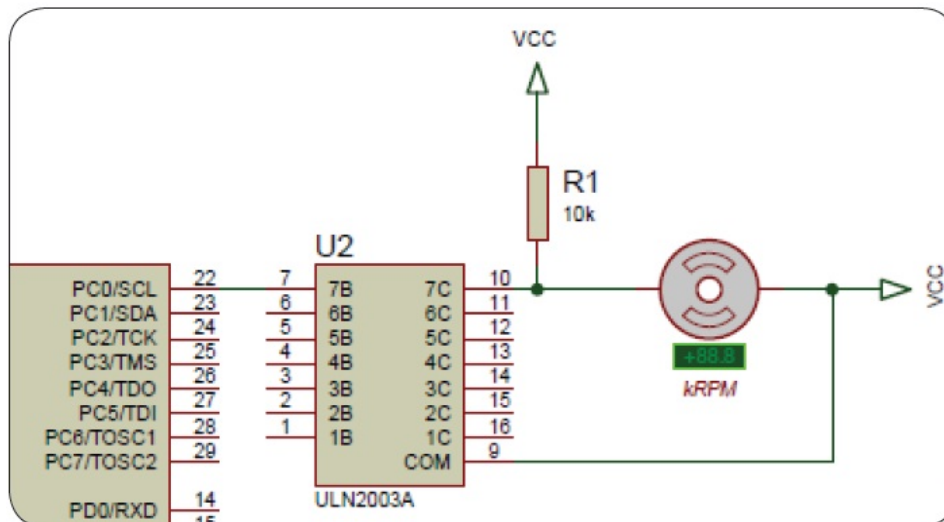 VCC
R1
10k
U2
PC0/SCL 22 7 7B 7C 10
PC1/SDA 23 6 6B 6C 11
PC2/TCK 24 5 5B 5C 12
PC3/TMS 25 4 4B 4C 13
PC4/TDO 26 3 3B 3C 14
PC5/TDI 27 2 2B 2C 15
PC6/TOSC1 28 1 1B 1C 16
PC7/TOSC2 29 COM 9
VCC
+88.8
kRPM
ULN2003A
PD0/RXD 14